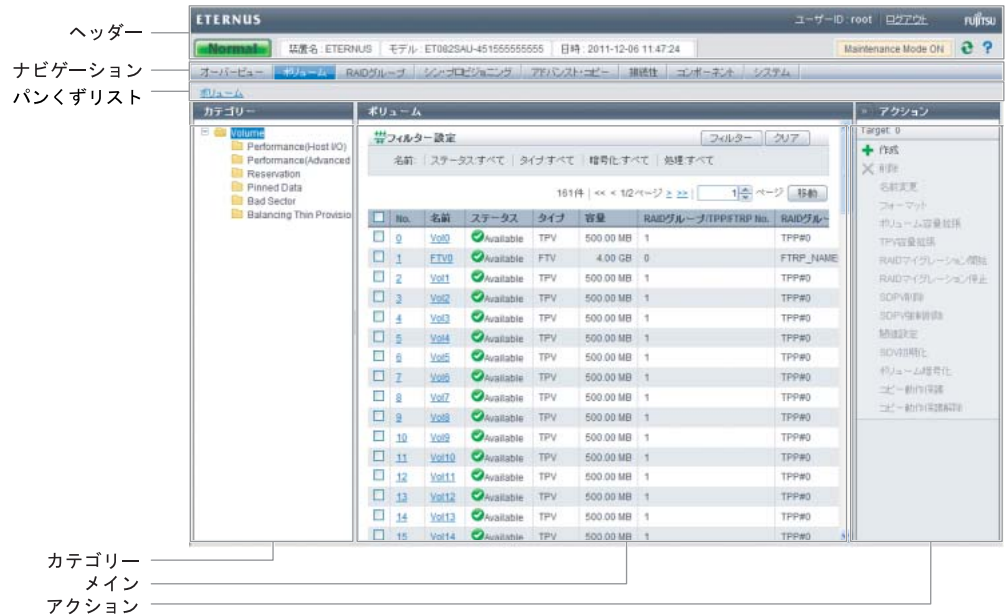 ヘッダー
ナビゲーション
パンくずリスト
ETERNUS ユーザーID : root ログアウト FUJITSU
Normal 装置名 : ETERNUS モデル : ET082SAU-451555555555 日時 : 2011-12-06 11:47:24 Maintenance Mode ON
オーバービュー ボリューム RAIDグループ シン・プロビジョニング アドバンスト・コピー 接続性 コンポーネント システム
ボリューム
カテゴリー
Volume
Performance(Host I/O)
Performance(Advanced
Reservation
Pinned Data
Bad Sector
Balancing Thin Provisio
ボリューム
フィルター設定 フィルター クリア
名前: ステータス:すべて タイプ:すべて 暗号化:すべて 処理:すべて
161件 << < 1/2ページ > >> 1 ページ 移動
No. 名前 ステータス タイプ 容量 RAIDグループ/TPP/FTRP No. RAIDグルー
0 Vol0 Available TPV 500.00 MB 1 TPP#0
1 FTV0 Available FTV 4.00 GB 0 FTRP_NAME
2 Vol1 Available TPV 500.00 MB 1 TPP#0
3 Vol2 Available TPV 500.00 MB 1 TPP#0
4 Vol3 Available TPV 500.00 MB 1 TPP#0
5 Vol4 Available TPV 500.00 MB 1 TPP#0
6 Vol5 Available TPV 500.00 MB 1 TPP#0
7 Vol6 Available TPV 500.00 MB 1 TPP#0
8 Vol7 Available TPV 500.00 MB 1 TPP#0
9 Vol8 Available TPV 500.00 MB 1 TPP#0
10 Vol9 Available TPV 500.00 MB 1 TPP#0
11 Vol10 Available TPV 500.00 MB 1 TPP#0
12 Vol11 Available TPV 500.00 MB 1 TPP#0
13 Vol12 Available TPV 500.00 MB 1 TPP#0
14 Vol13 Available TPV 500.00 MB 1 TPP#0
15 Vol14 Available TPV 500.00 MB 1 TPP#0
アクション
Target: 0
作成
削除
名前変更
フォーマット
ボリューム容量拡張
TPV容量拡張
RAIDマイグレーション開始
RAIDマイグレーション停止
SDPV削除
SDPV強制削除
閾値設定
SDV初期化
ボリューム暗号化
コピー動作保護
コピー動作保護解除
カテゴリー
メイン
アクション